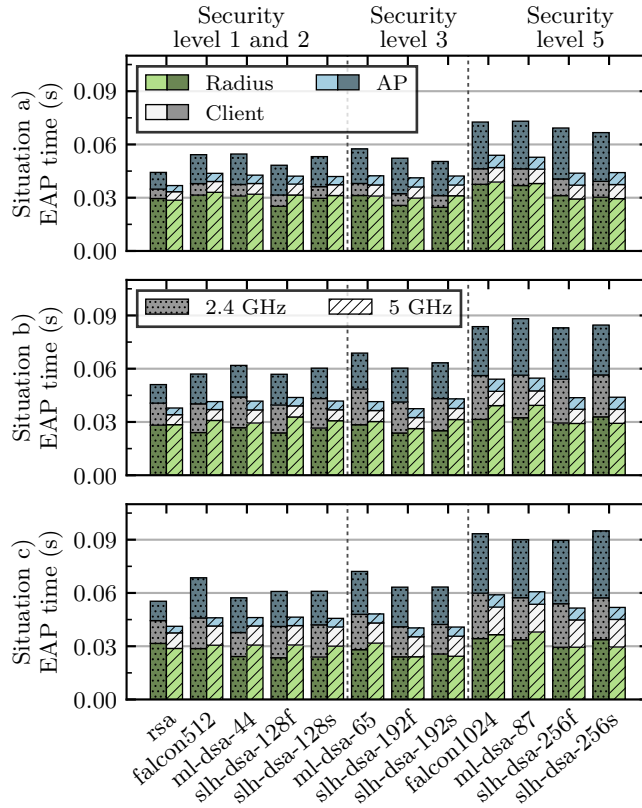 Security
level 1 and 2
Security
level 3
Security
level 5
Situation a)
EAP time (s)
0.09
0.06
0.03
0.00
Radius
AP
Client
Situation b)
EAP time (s)
0.09
0.06
0.03
0.00
2.4 GHz
5 GHz
Situation c)
EAP time (s)
0.09
0.06
0.03
0.00
rsa
falcon512
ml-dsa-44
slh-dsa-128f
slh-dsa-128s
ml-dsa-65
slh-dsa-192f
slh-dsa-192s
falcon1024
ml-dsa-87
slh-dsa-256f
slh-dsa-256s